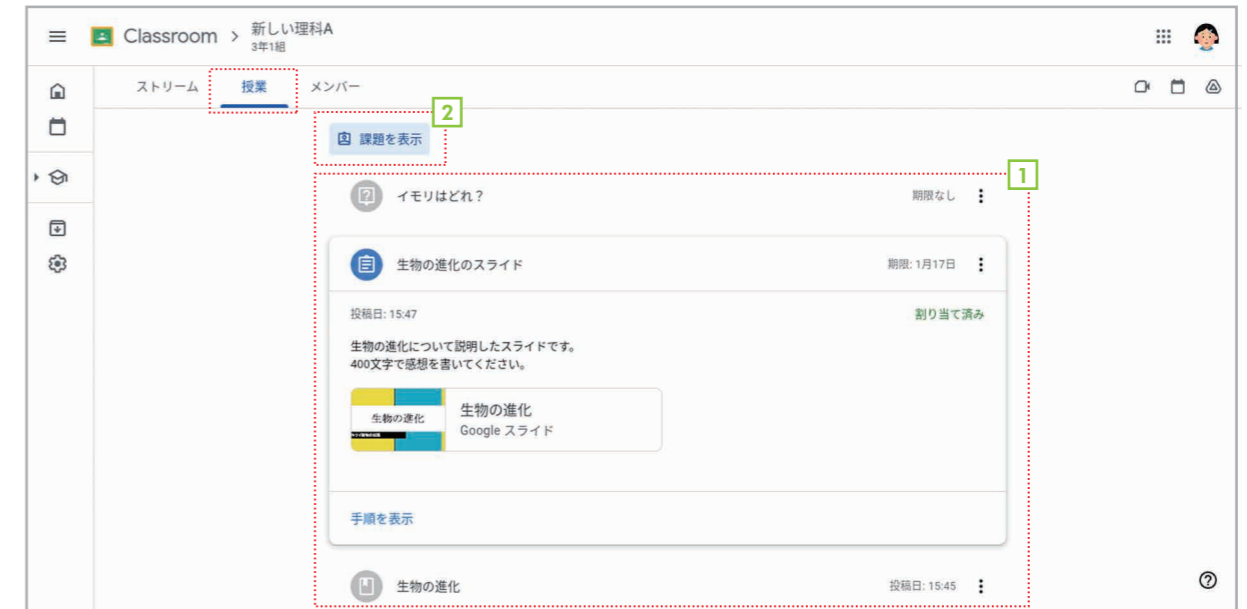 Classroom > 新しい理科A
3年1組
ストリーム 授業 メンバー
2
課題を表示
1
イモリはどれ？ 期限なし
生物の進化のスライド 期限: 1月17日
投稿日: 15:47 割り当て済み
生物の進化について説明したスライドです。
400文字で感想を書いてください。
生物の進化
生物の進化
Google スライド
手順を表示
生物の進化 投稿日: 15:45